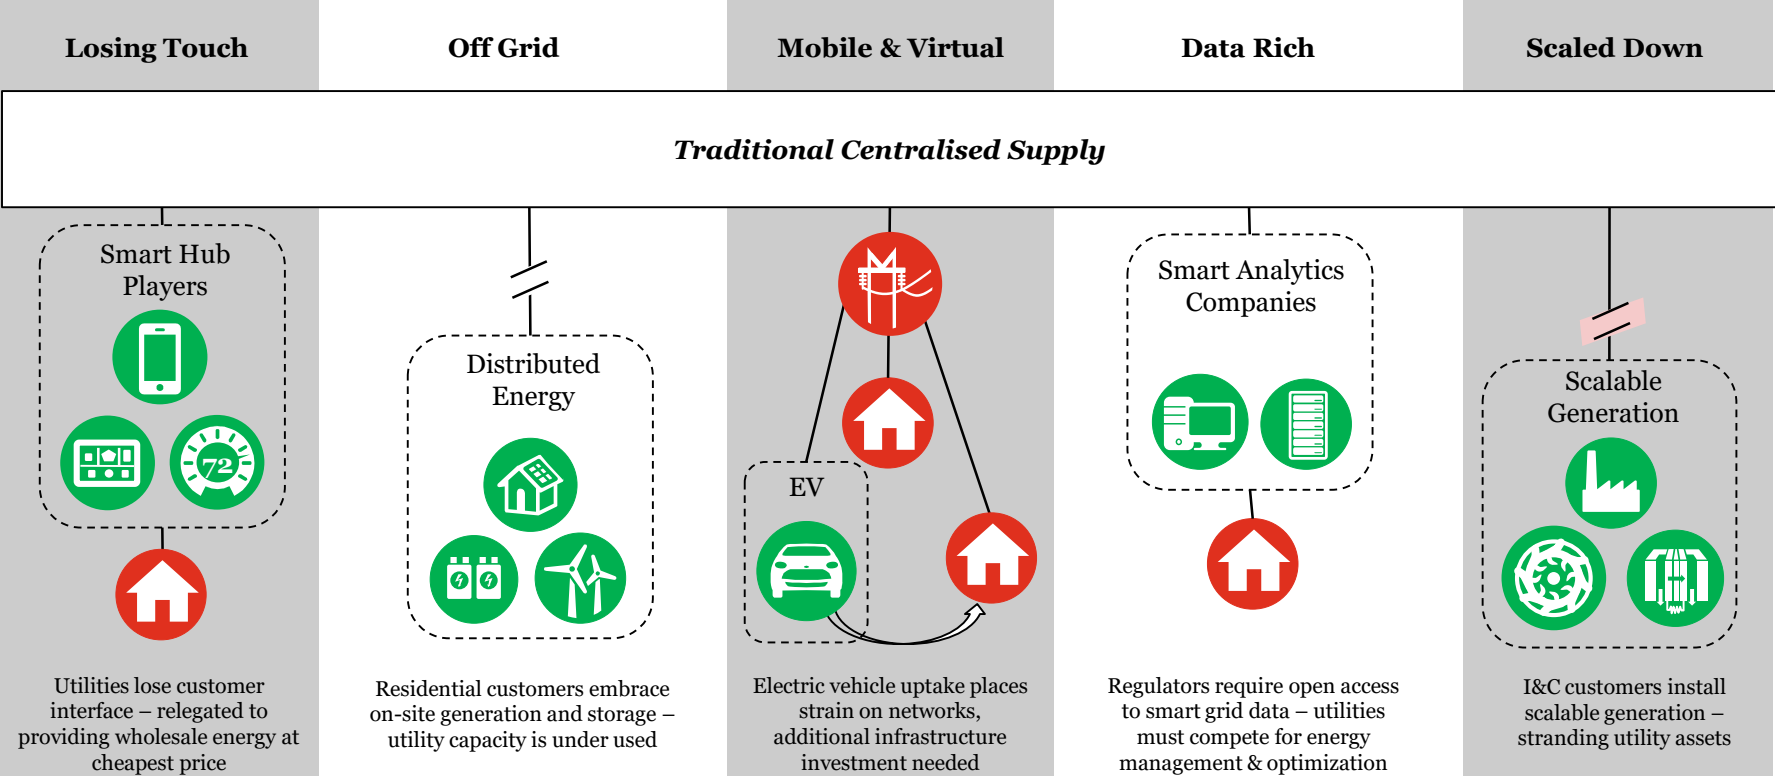 Losing Touch
Off Grid
Mobile & Virtual
Data Rich
Scaled Down
Traditional Centralised Supply
Smart Hub
Players
72
Utilities lose customer
interface – relegated to
providing wholesale energy at
cheapest price
Distributed
Energy
Residential customers embrace
on-site generation and storage –
utility capacity is under used
EV
Electric vehicle uptake places
strain on networks,
additional infrastructure
investment needed
Smart Analytics
Companies
Regulators require open access
to smart grid data – utilities
must compete for energy
management & optimization
Scalable
Generation
I&C customers install
scalable generation –
stranding utility assets